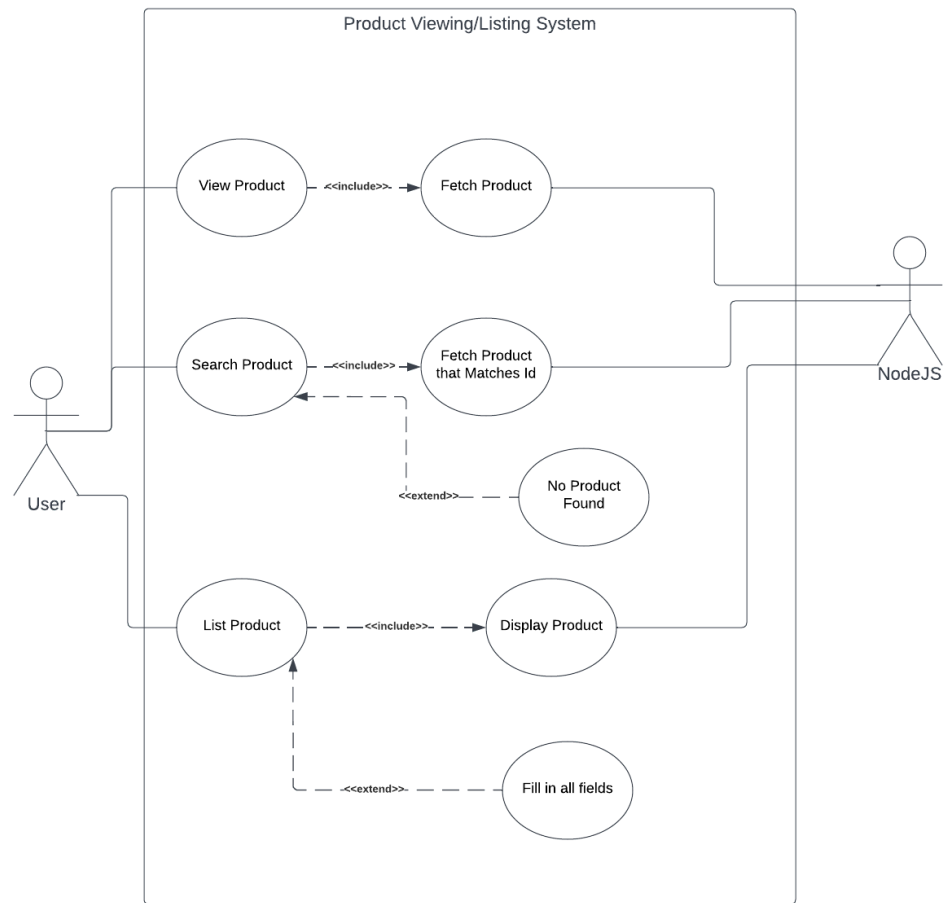 Product Viewing/Listing System
View Product
<<include>>
Fetch Product
Search Product
<<include>>
Fetch Product
that Matches Id
NodeJS
User
<<extend>>
No Product
Found
List Product
<<include>>
Display Product
<<extend>>
Fill in all fields